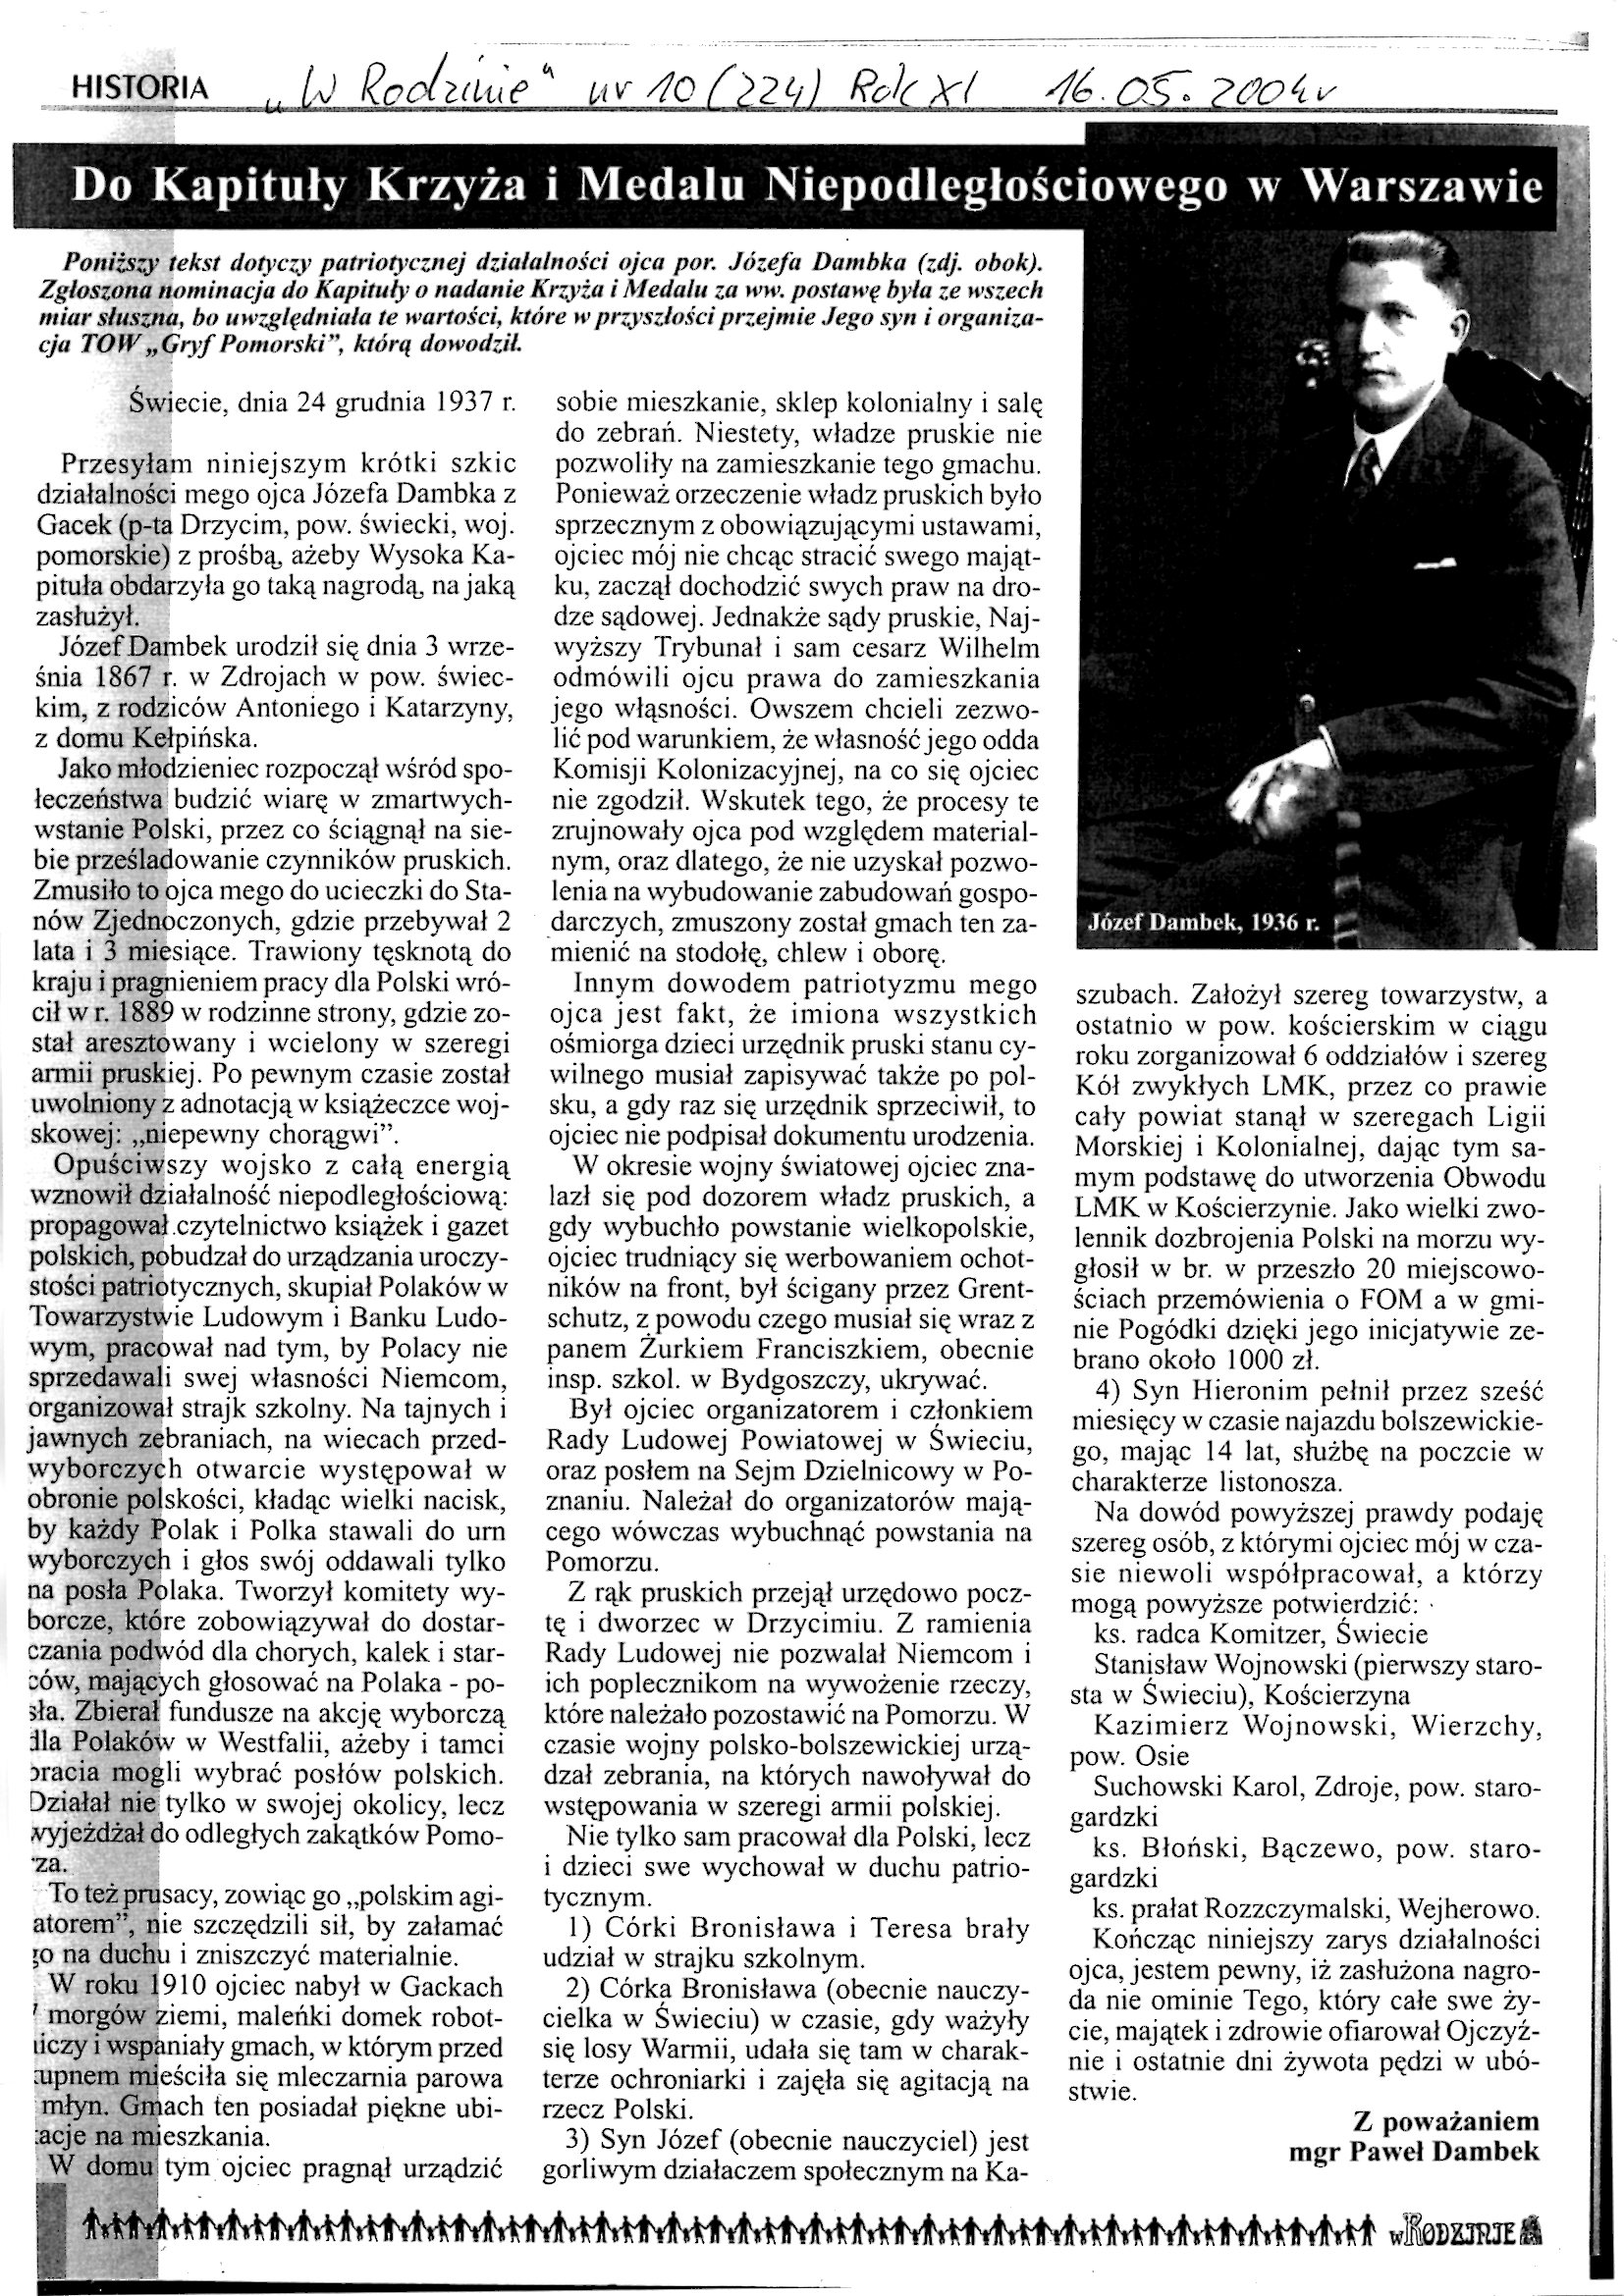 HISTORIA
„W Rodzinie" nr 10 (224) Rok XI 16.05.2004r
Do Kapituły Krzyża i Medalu Niepodległościowego w Warszawie
Poniższy tekst dotyczy patriotycznej działalności ojca por. Józefa Dambka (zdj. obok).
Zgłoszona nominacja do Kapituły o nadanie Krzyża i Medalu za ww. postawę była ze wszech
miar słuszna, bo uwzględniała te wartości, które w przyszłości przejmie Jego syn i organiza-
cja TOW „Gryf Pomorski”, którą dowodził.
Świecie, dnia 24 grudnia 1937 r.
Przesyłam niniejszym krótki szkic
działalności mego ojca Józefa Dambka z
Gacek (p-ta Drzycim, pow. świecki, woj.
pomorskie) z prośbą, ażeby Wysoka Ka-
pituła obdarzyła go taką nagrodą, na jaką
zasłużył.
Józef Dambek urodził się dnia 3 wrze-
śnia 1867 r. w Zdrojach w pow. świec-
kim, z rodziców Antoniego i Katarzyny,
z domu Kełpińska.
Jako młodzieniec rozpoczął wśród spo-
łeczeństwa budzić wiarę w zmartwych-
wstanie Polski, przez co ściągnął na sie-
bie prześladowanie czynników pruskich.
Zmusiło to ojca mego do ucieczki do Sta-
nów Zjednoczonych, gdzie przebywał 2
lata i 3 miesiące. Trawiony tęsknotą do
kraju i pragnieniem pracy dla Polski wró-
cił w r. 1889 w rodzinne strony, gdzie zo-
stał aresztowany i wcielony w szeregi
armii pruskiej. Po pewnym czasie został
uwolniony z adnotacją w książeczce woj-
skowej: „niepewny chorągwi”.
Opuściwszy wojsko z całą energią
wznowił działalność niepodległościową:
propagował czytelnictwo książek i gazet
polskich, pobudzał do urządzania uroczy-
stości patriotycznych, skupiał Polaków w
Towarzystwie Ludowym i Banku Ludo-
wym, pracował nad tym, by Polacy nie
sprzedawali swej własności Niemcom,
organizował strajk szkolny. Na tajnych i
jawnych zebraniach, na wiecach przed-
wyborczych otwarcie występował w
obronie polskości, kładąc wielki nacisk,
by każdy Polak i Polka stawali do urn
wyborczych i głos swój oddawali tylko
na posła Polaka. Tworzył komitety wy-
borcze, które zobowiązywał do dostar-
czania podwód dla chorych, kalek i star-
ców, mających głosować na Polaka - po-
sła. Zbierał fundusze na akcję wyborczą
dla Polaków w Westfalii, ażeby i tamci
bracia mogli wybrać posłów polskich.
Działał nie tylko w swojej okolicy, lecz
wyjeżdżał do odległych zakątków Pomo-
rza.
To też prusacy, zowiąc go „polskim agi-
atorem”, nie szczędzili sił, by załamać
go na duchu i zniszczyć materialnie.
W roku 1910 ojciec nabył w Gackach
morgów ziemi, maleńki domek robot-
niczy i wspaniały gmach, w którym przed
kupnem mieściła się mleczarnia parowa
młyn. Gmach ten posiadał piękne ubi-
kacje na mieszkania.
W domu tym ojciec pragnął urządzić
sobie mieszkanie, sklep kolonialny i salę
do zebrań. Niestety, władze pruskie nie
pozwoliły na zamieszkanie tego gmachu.
Ponieważ orzeczenie władz pruskich było
sprzecznym z obowiązującymi ustawami,
ojciec mój nie chcąc stracić swego mająt-
ku, zaczął dochodzić swych praw na dro-
dze sądowej. Jednakże sądy pruskie, Naj-
wyższy Trybunał i sam cesarz Wilhelm
odmówili ojcu prawa do zamieszkania
jego włąsności. Owszem chcieli zezwo-
lić pod warunkiem, że własność jego odda
Komisji Kolonizacyjnej, na co się ojciec
nie zgodził. Wskutek tego, że procesy te
zrujnowały ojca pod względem material-
nym, oraz dlatego, że nie uzyskał pozwo-
lenia na wybudowanie zabudowań gospo-
darczych, zmuszony został gmach ten za-
mienić na stodołę, chlew i oborę.
Innym dowodem patriotyzmu mego
ojca jest fakt, że imiona wszystkich
ośmiorga dzieci urzędnik pruski stanu cy-
wilnego musiał zapisywać także po pol-
sku, a gdy raz się urzędnik sprzeciwił, to
ojciec nie podpisał dokumentu urodzenia.
W okresie wojny światowej ojciec zna-
lazł się pod dozorem władz pruskich, a
gdy wybuchło powstanie wielkopolskie,
ojciec trudniący się werbowaniem ochot-
ników na front, był ścigany przez Grent-
schutz, z powodu czego musiał się wraz z
panem Żurkiem Franciszkiem, obecnie
insp. szkol. w Bydgoszczy, ukrywać.
Był ojciec organizatorem i członkiem
Rady Ludowej Powiatowej w Świeciu,
oraz posłem na Sejm Dzielnicowy w Po-
znaniu. Należał do organizatorów mają-
cego wówczas wybuchnąć powstania na
Pomorzu.
Z rąk pruskich przejął urzędowo pocz-
tę i dworzec w Drzycimiu. Z ramienia
Rady Ludowej nie pozwalał Niemcom i
ich poplecznikom na wywożenie rzeczy,
które należało pozostawić na Pomorzu. W
czasie wojny polsko-bolszewickiej urzą-
dzał zebrania, na których nawoływał do
wstępowania w szeregi armii polskiej.
Nie tylko sam pracował dla Polski, lecz
i dzieci swe wychował w duchu patrio-
tycznym.
1) Córki Bronisława i Teresa brały
udział w strajku szkolnym.
2) Córka Bronisława (obecnie nauczy-
cielka w Świeciu) w czasie, gdy ważyły
się losy Warmii, udała się tam w charak-
terze ochroniarki i zajęła się agitacją na
rzecz Polski.
3) Syn Józef (obecnie nauczyciel) jest
gorliwym działaczem społecznym na Ka-
Józef Dambek, 1936 r.
szubach. Założył szereg towarzystw, a
ostatnio w pow. kościerskim w ciągu
roku zorganizował 6 oddziałów i szereg
Kół zwykłych LMK, przez co prawie
cały powiat stanął w szeregach Ligii
Morskiej i Kolonialnej, dając tym sa-
mym podstawę do utworzenia Obwodu
LMK w Kościerzynie. Jako wielki zwo-
lennik dozbrojenia Polski na morzu wy-
głosił w br. w przeszło 20 miejscowo-
ściach przemówienia o FOM a w gmi-
nie Pogódki dzięki jego inicjatywie ze-
brano około 1000 zł.
4) Syn Hieronim pełnił przez sześć
miesięcy w czasie najazdu bolszewickie-
go, mając 14 lat, służbę na poczcie w
charakterze listonosza.
Na dowód powyższej prawdy podaję
szereg osób, z którymi ojciec mój w cza-
sie niewoli współpracował, a którzy
mogą powyższe potwierdzić:
ks. radca Komitzer, Świecie
Stanisław Wojnowski (pierwszy staro-
sta w Świeciu), Kościerzyna
Kazimierz Wojnowski, Wierzchy,
pow. Osie
Suchowski Karol, Zdroje, pow. staro-
gardzki
ks. Błoński, Bączewo, pow. staro-
gardzki
ks. prałat Rozzczymalski, Wejherowo.
Kończąc niniejszy zarys działalności
ojca, jestem pewny, iż zasłużona nagro-
da nie ominie Tego, który całe swe ży-
cie, majątek i zdrowie ofiarował Ojczyź-
nie i ostatnie dni żywota pędzi w ubó-
stwie.
Z poważaniem
mgr Paweł Dambek
wRODZINIE